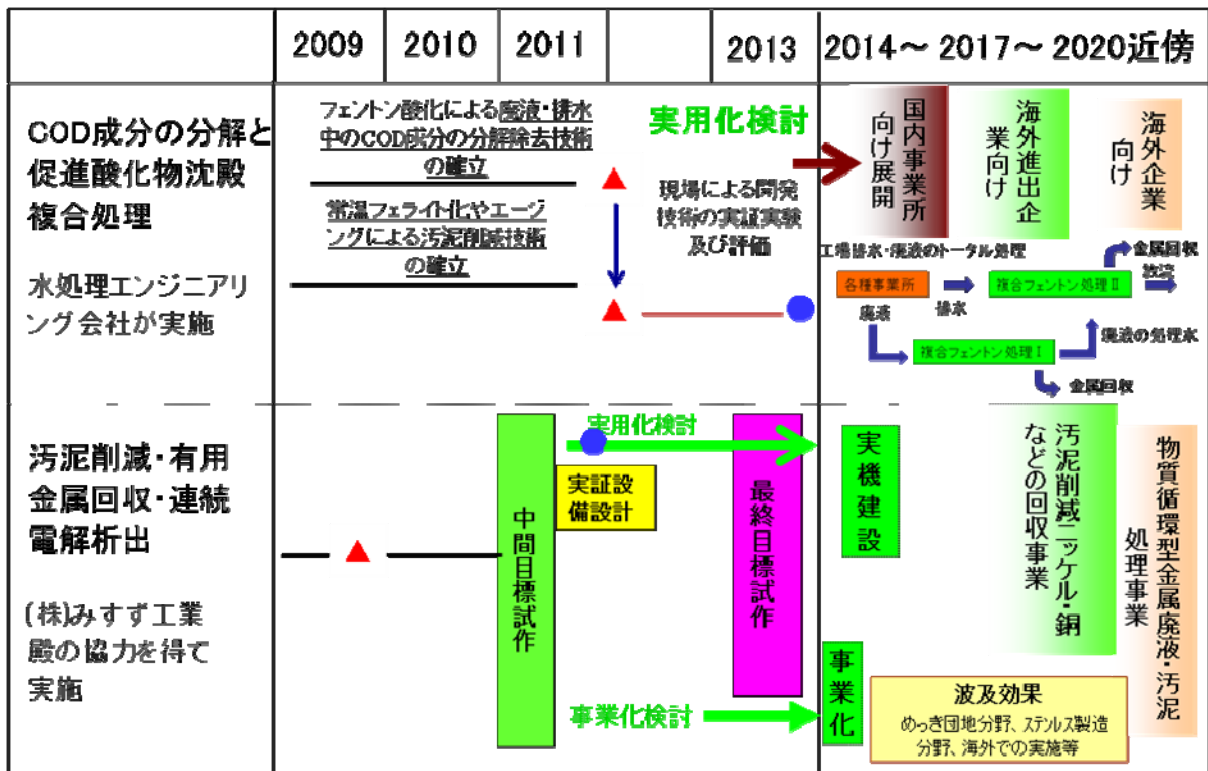 2009
2010
2011
2013
2014～ 2017～ 2020近傍
COD成分の分解と
促進酸化物沈殿
複合処理
水処理エンジニアリ
ング会社が実施
フェントン酸化による廃液・排水
中のCOD成分の分解除去技術
の確立
常温フェライト化やエージ
ングによる汚泥削減技術
の確立
実用化検討
現場による開発
技術の実証実験
及び評価
国内事業所
向け展開
海外進出企
業向け
海外企業
向け
工場排水・廃液のトータル処理
各種事業所
排水
複合フェントン処理Ⅱ
金属回収
放流
廃液
複合フェントン処理Ⅰ
廃液の処理水
金属回収
汚泥削減・有用
金属回収・連続
電解析出
(株)みすず工業
殿の協力を得て
実施
中間目標試作
実用化検討
実証設
備設計
最終目標試作
事業化検討
実機建設
事業化
汚泥削減ニッケル・銅
などの回収事業
物質循環型金属廃液・汚泥
処理事業
波及効果
めっき団地分野、ステンレス製造
分野、海外での実施等